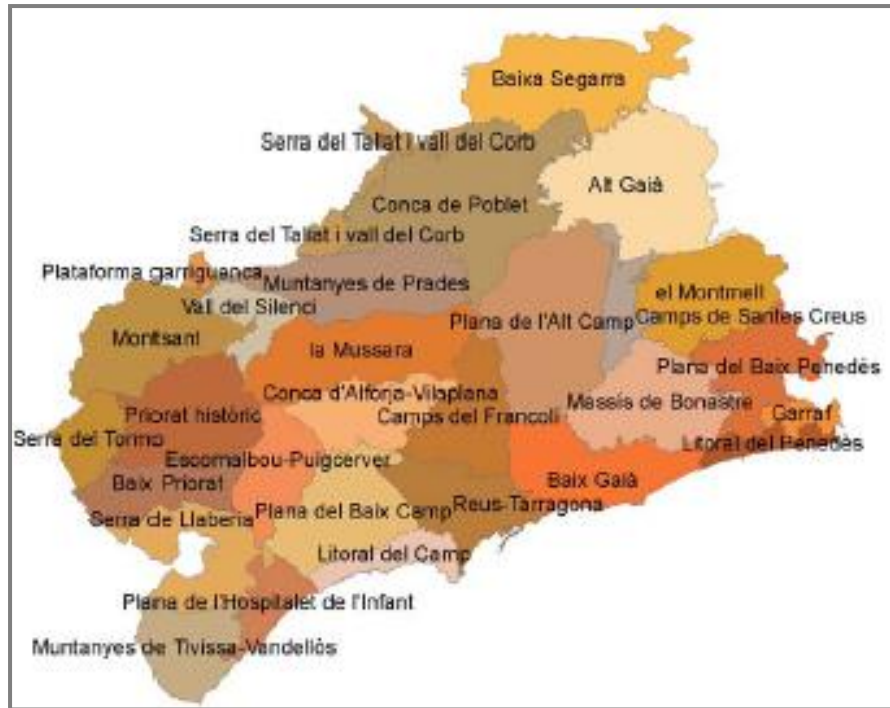 Baixa Segarra
Serra del Tallat i vall del Corb
Alt Gaià
Conca de Poblet
Serra del Tallat i vall del Corb
Plataforma garriguenca
Muntanyes de Prades
el Montmell
Vall del Silenci
Camps de Santes Creus
Plana de l'Alt Camp
Montsant
la Mussara
Plana del Baix Penedès
Conca d'Alforja-Vilaplana
Massis de Bonastre
Priorat històric
Camps del Francolí
Garraf
Serra del Tormo
Litoral del Penedès
Escornalbou-Puigcerver
Baix Priorat
Baix Gaià
Reus-Tarragona
Plana del Baix Camp
Serra de Llaberia
Litoral del Camp
Plana de l'Hospitalet de l'Infant
Muntanyes de Tivissa-Vandellòs